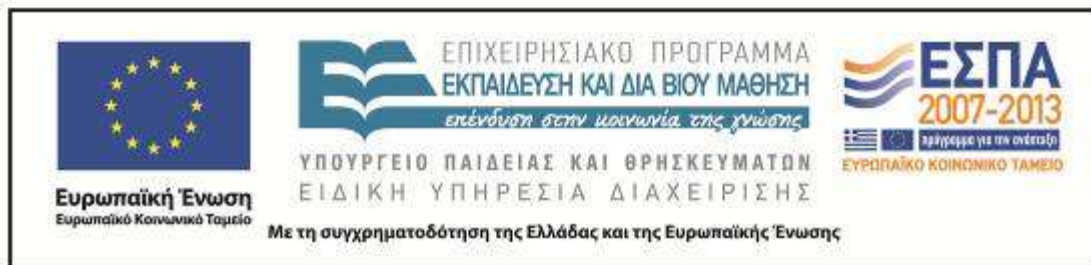 ΕΠΙΧΕΙΡΗΣΙΑΚΟ ΠΡΟΓΡΑΜΜΑ
ΕΚΠΑΙΔΕΥΣΗ ΚΑΙ ΔΙΑ ΒΙΟΥ ΜΑΘΗΣΗ
επένδυση στην κοινωνία της γνώσης
ΥΠΟΥΡΓΕΙΟ ΠΑΙΔΕΙΑΣ ΚΑΙ ΘΡΗΣΚΕΥΜΑΤΩΝ
ΕΙΔΙΚΗ ΥΠΗΡΕΣΙΑ ΔΙΑΧΕΙΡΙΣΗΣ
Ευρωπαϊκή Ένωση
Ευρωπαϊκό Κοινωνικό Ταμείο
ΕΣΠΑ
2007-2013
πρόγραμμα για την ανάπτυξη
ΕΥΡΩΠΑΪΚΟ ΚΟΙΝΩΝΙΚΟ ΤΑΜΕΙΟ
Με τη συγχρηματοδότηση της Ελλάδας και της Ευρωπαϊκής Ένωσης